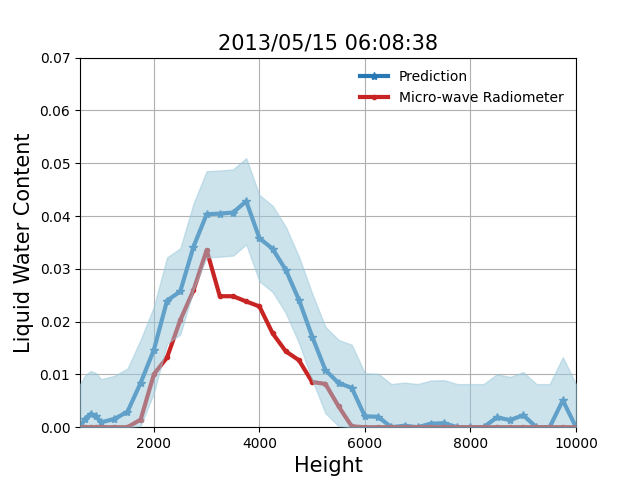 2013/05/15 06:08:38
0.07
0.06
0.05
0.04
0.03
0.02
0.01
0.00
Liquid Water Content
Prediction
Micro-wave Radiometer
2000 4000 6000 8000 10000
Height